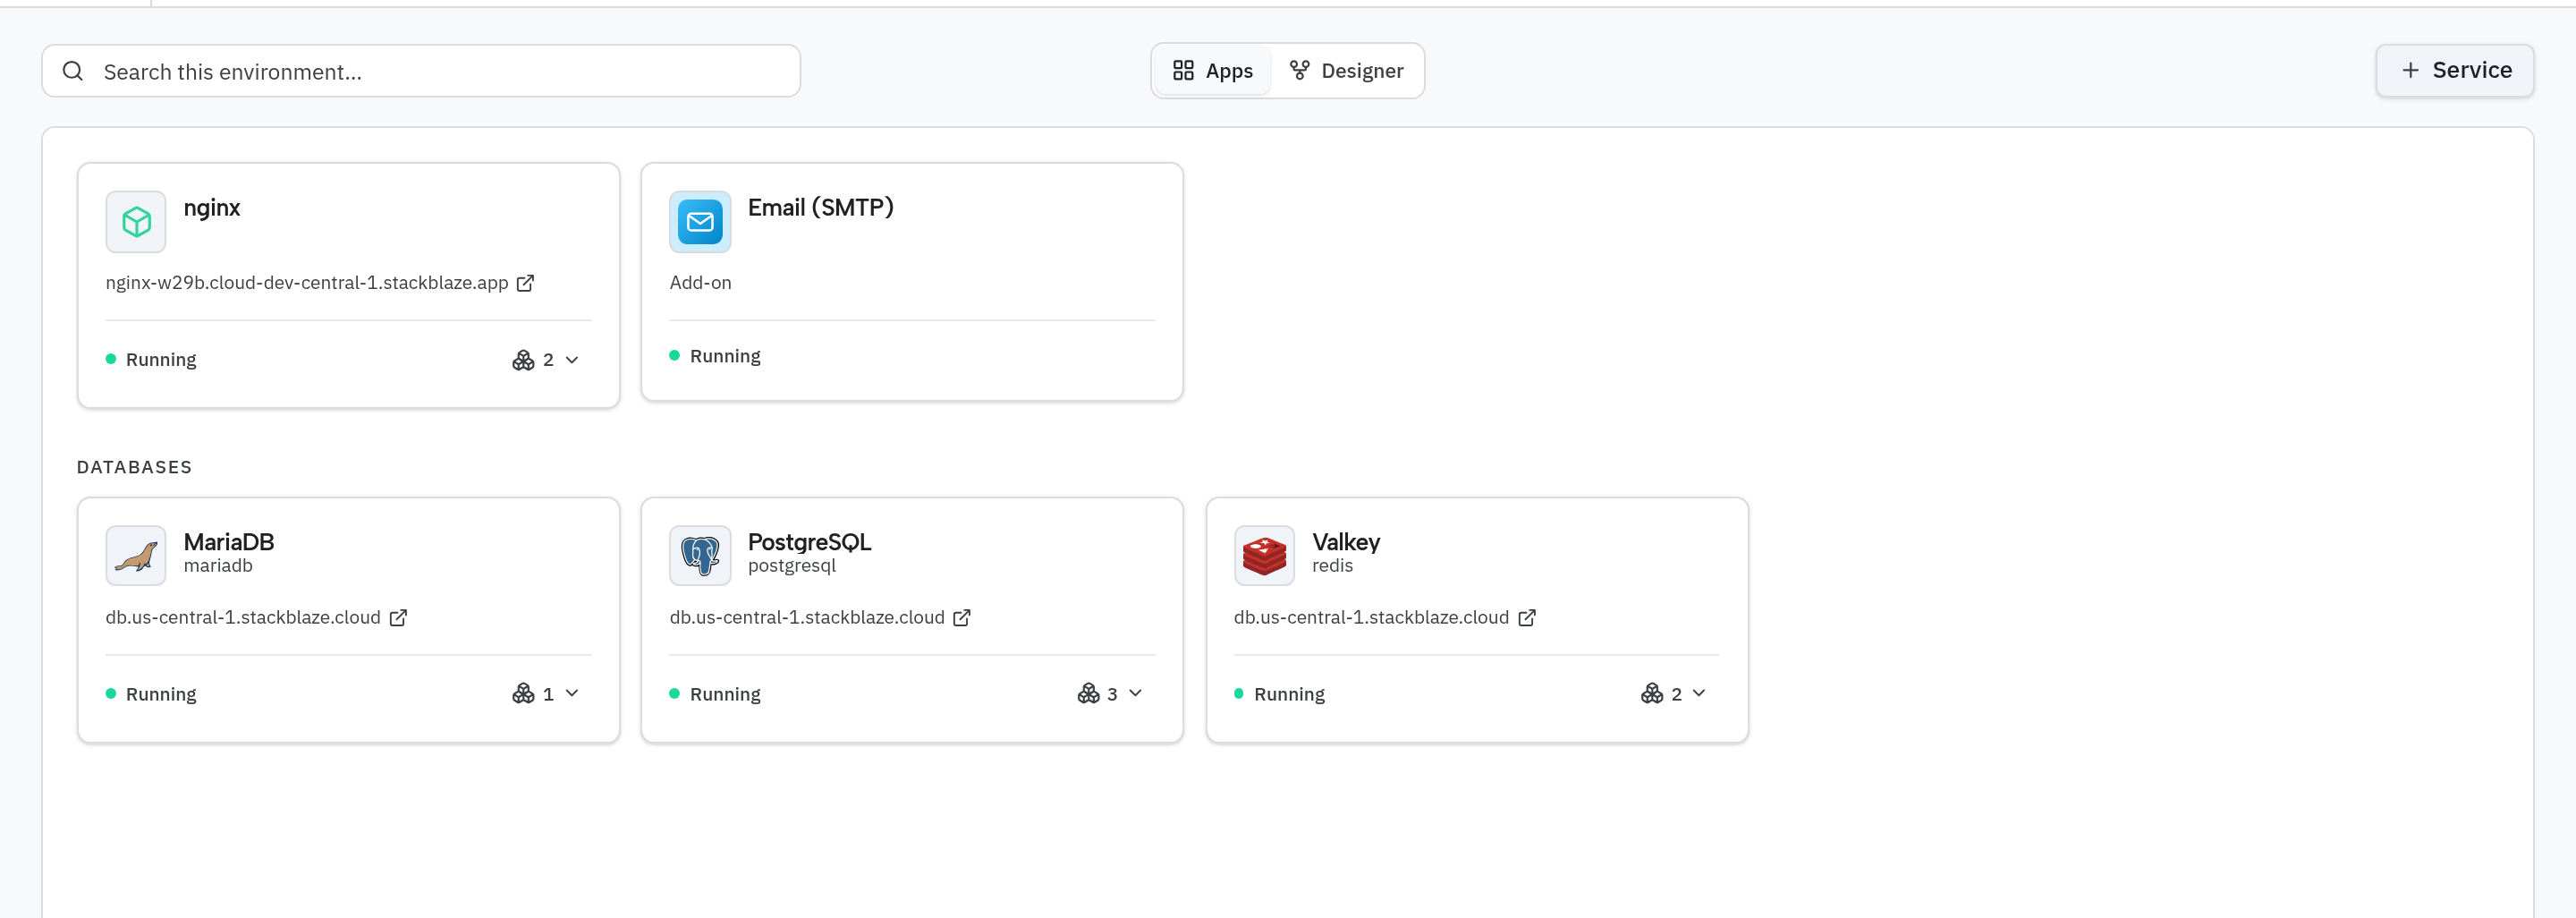 Search this environment...
Apps
Designer
+ Service
nginx
nginx-w29b.cloud-dev-central-1.stackblaze.app
Running
2
Email (SMTP)
Add-on
Running
DATABASES
MariaDB
mariadb
db.us-central-1.stackblaze.cloud
Running
1
PostgreSQL
postgresql
db.us-central-1.stackblaze.cloud
Running
3
Valkey
redis
db.us-central-1.stackblaze.cloud
Running
2